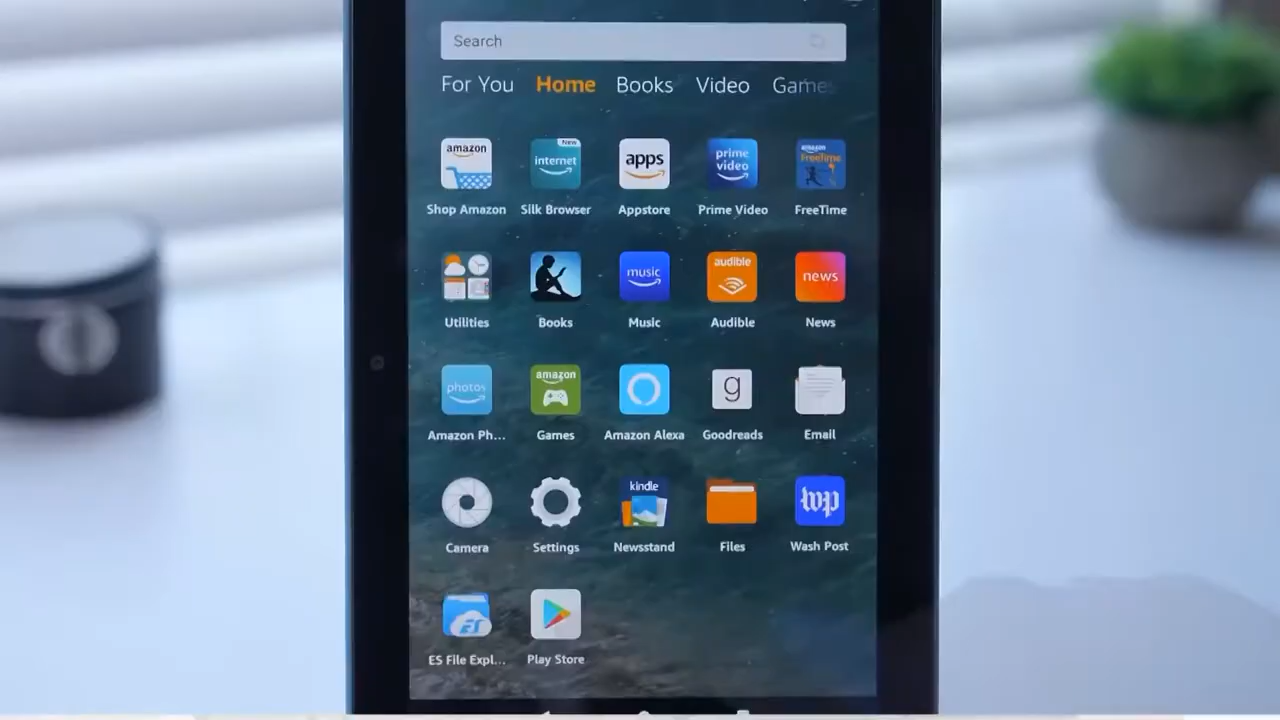 Search
For You Home Books Video Games
amazon
New
internet
apps
prime video
amazon FreeTime
Shop Amazon Silk Browser Appstore Prime Video FreeTime
music
audible
news
Utilities Books Music Audible News
photos
amazon
g
Amazon Ph... Games Amazon Alexa Goodreads Email
kindle
wp
Camera Settings Newsstand Files Wash Post
ES
ES File Expl... Play Store